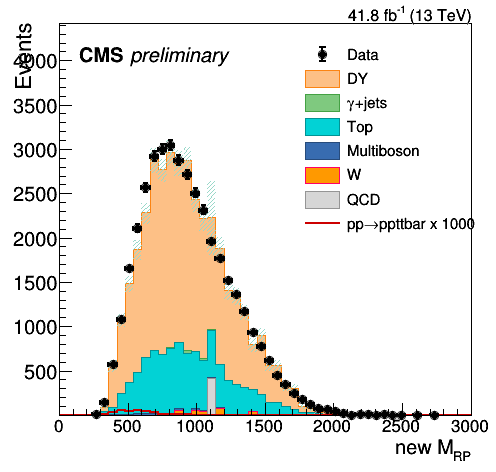 41.8 fb⁻¹ (13 TeV)
Events
CMS preliminary
Data
DY
γ+jets
Top
Multiboson
W
QCD
pp→ppttbar x 1000
4000
3500
3000
2500
2000
1500
1000
500
0 500 1000 1500 2000 2500 3000
new M_RP